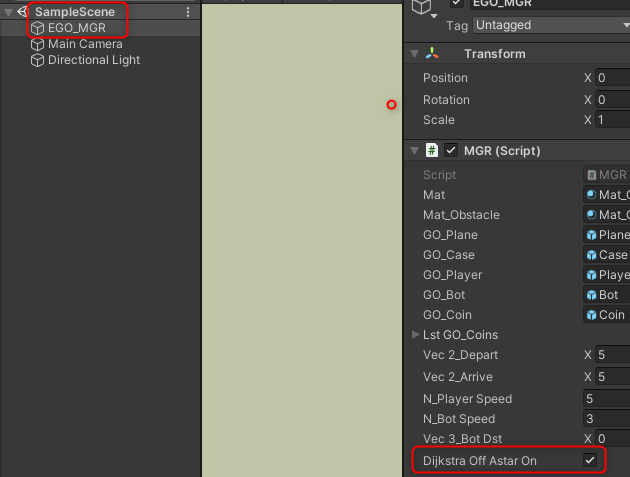 SampleScene
EGO_MGR
Main Camera
Directional Light
EGO_MGR
Tag Untagged
Transform
Position X 0
Rotation X 0
Scale X 1
# MGR (Script)
Script # MGR
Mat Mat_
Mat_Obstacle Mat_
GO_Plane Plane
GO_Case Case
GO_Player Playe
GO_Bot Bot
GO_Coin Coin
Lst GO_Coins
Vec 2_Depart X 5
Vec 2_Arrive X 5
N_Player Speed 5
N_Bot Speed 3
Vec 3_Bot Dst X 0
Dijkstra Off Astar On